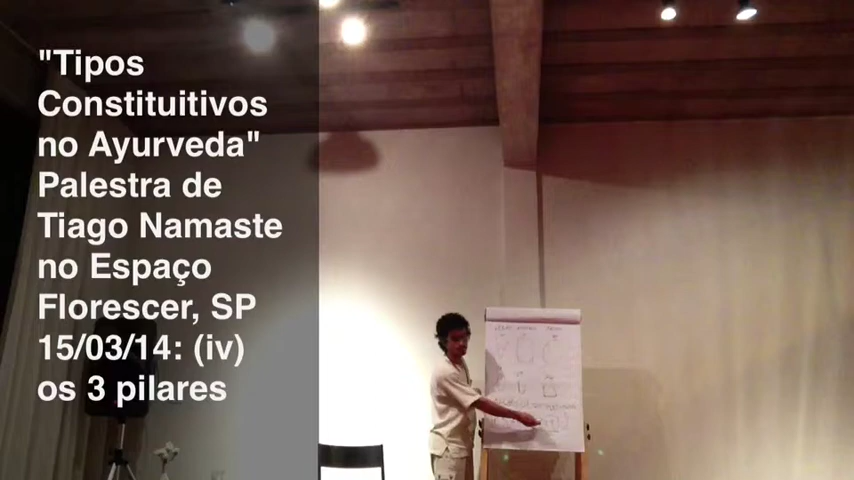 "Tipos
Constituitivos
no Ayurveda"
Palestra de
Tiago Namaste
no Espaço
Florescer, SP
15/03/14: (iv)
os 3 pilares